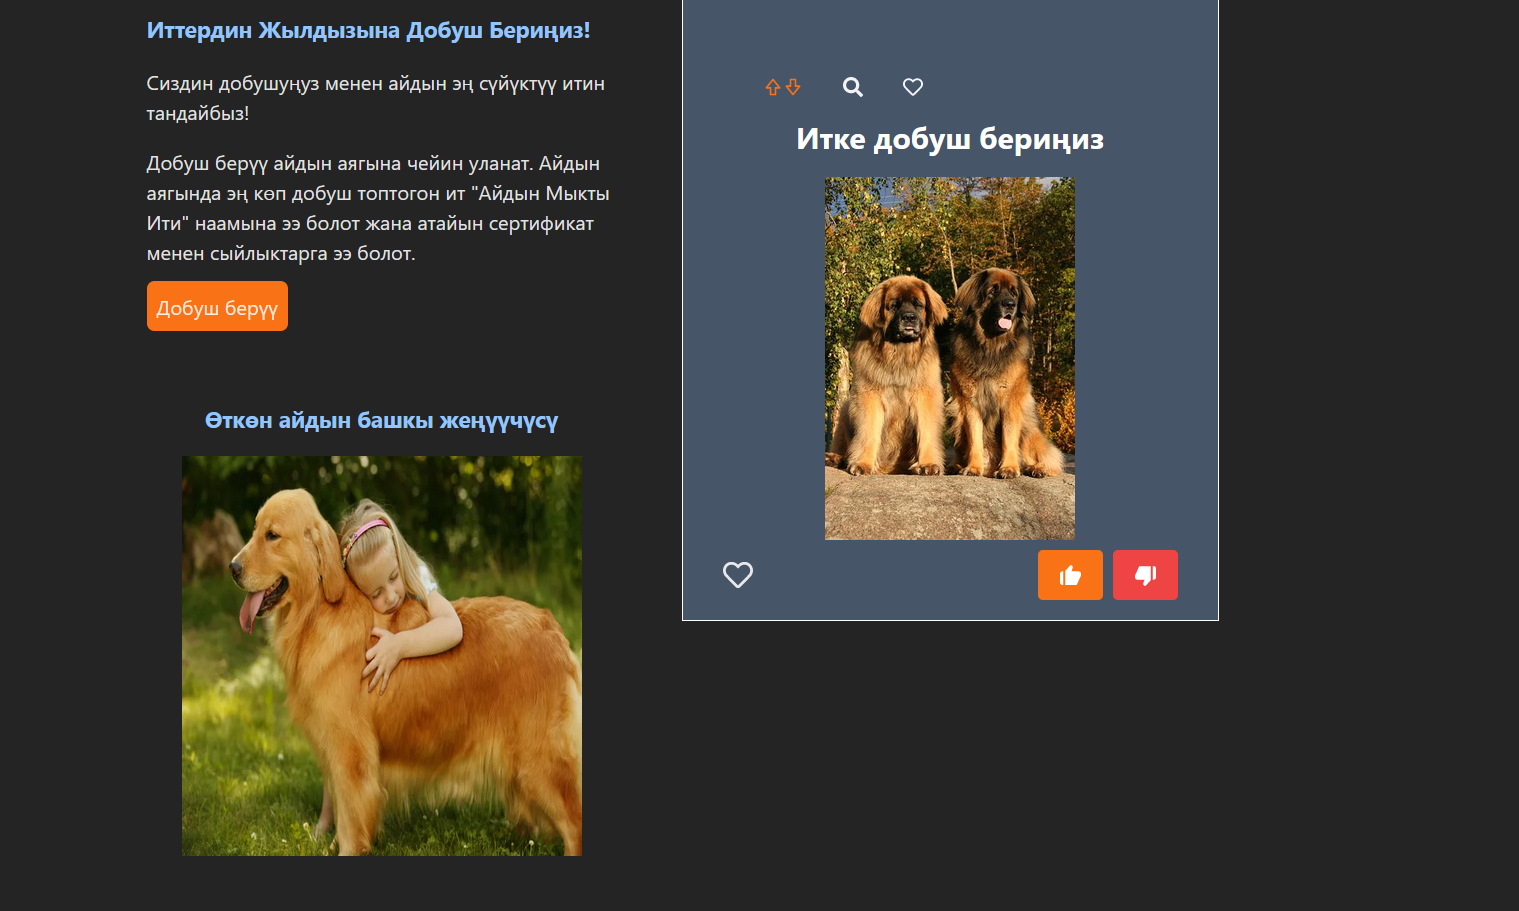 Иттердин Жылдызына Добуш Бериңиз!
Сиздин добушуңуз менен айдын эң сүйүктүү итин
тандайбыз!
Добуш берүү айдын аягына чейин уланат. Айдын
аягында эң көп добуш топтогон ит "Айдын Мыкты
Ити" наамына ээ болот жана атайын сертификат
менен сыйлыктарга ээ болот.
Добуш берүү
Өткөн айдын башкы жеңүүчүсү
Итке добуш бериңиз